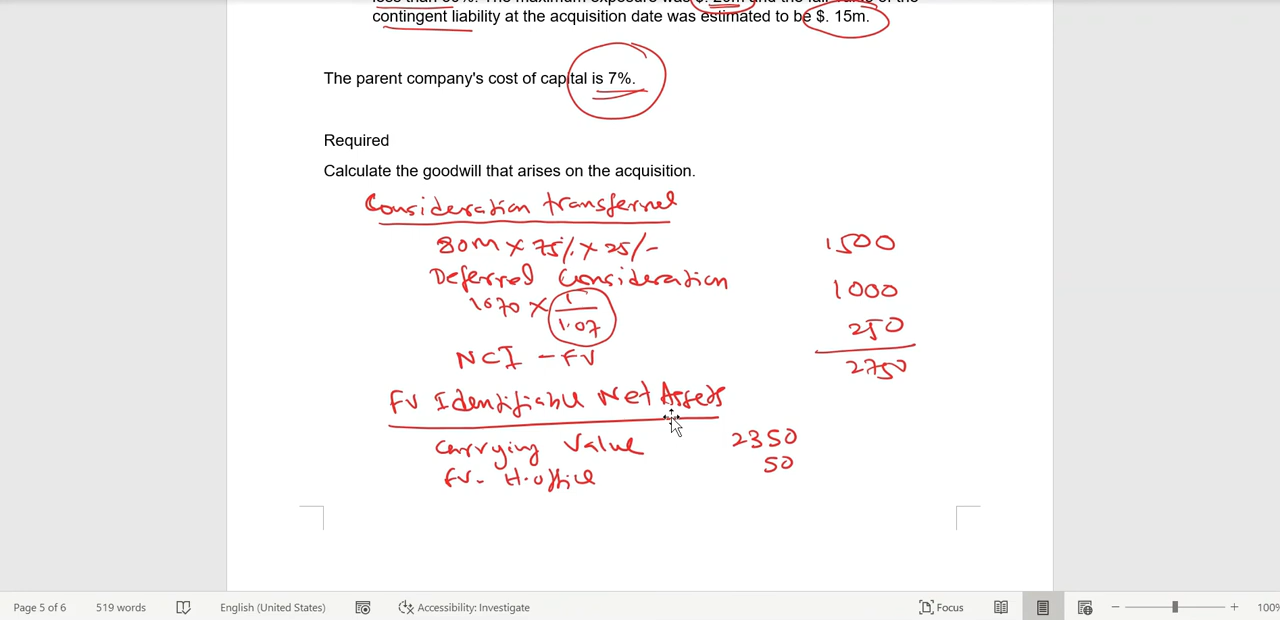 contingent liability at the acquisition date was estimated to be $. 15m.
The parent company's cost of capital is 7%.
Required
Calculate the goodwill that arises on the acquisition.
Consideration transferred
80M x 75% x 25/- 1500
Deferred Consideration 1000
1070 x 1/1.07
250
NCI - FV 2750
FV Identifiable Net Assets
Carrying Value 2350
FV- H.office 50
Page 5 of 6 519 words English (United States) Accessibility: Investigate Focus 100%